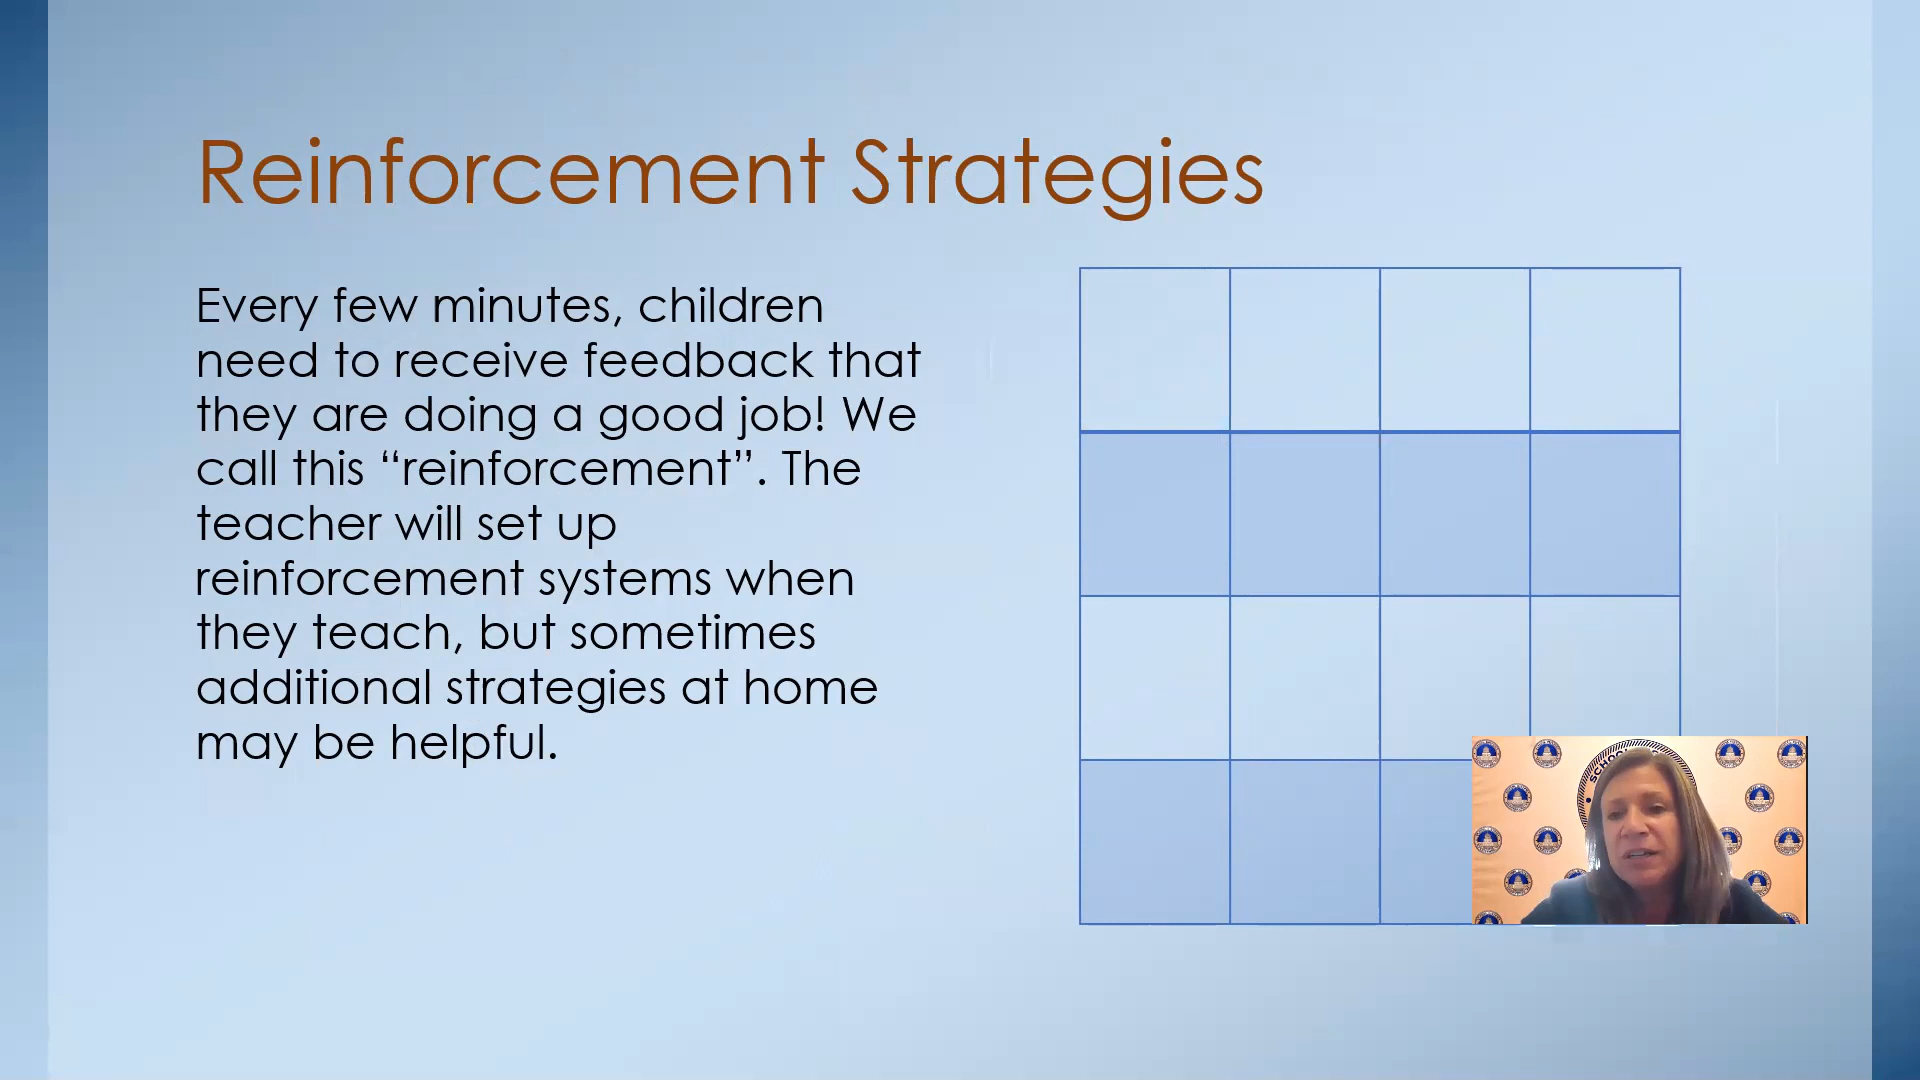 Reinforcement Strategies
Every few minutes, children
need to receive feedback that
they are doing a good job! We
call this “reinforcement”. The
teacher will set up
reinforcement systems when
they teach, but sometimes
additional strategies at home
may be helpful.